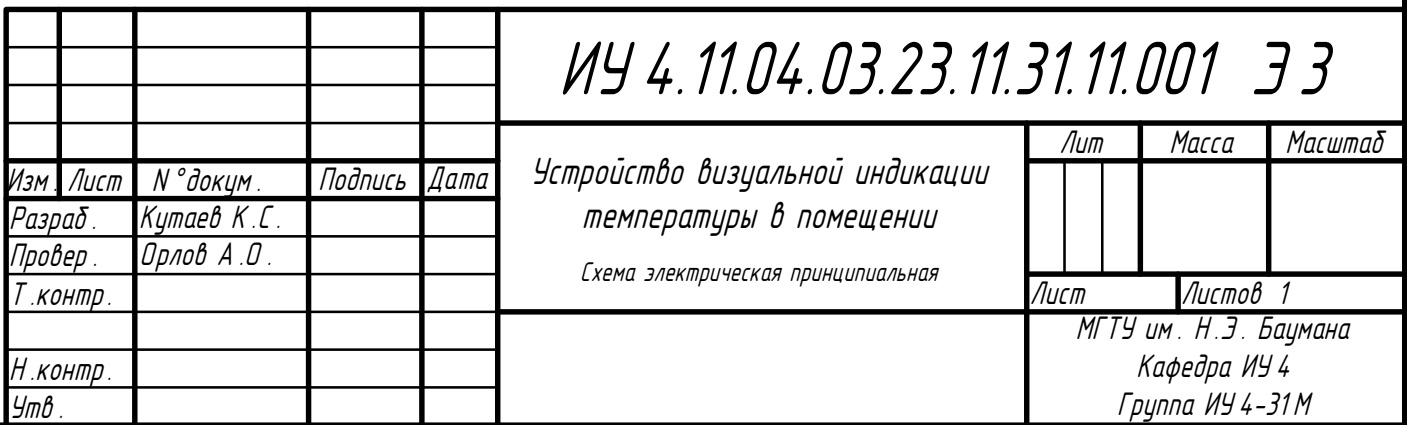 ИУ 4.11.04.03.23.11.31.11.001 Э 3
Лит Масса Масштаб
Устройство визуальной индикации
температуры в помещении
Схема электрическая принципиальная
Изм. Лист N°докум. Подпись Дата
Разраб. Кутаев К.С.
Провер. Орлов А.О.
Т.контр.
Н.контр.
Утв.
Лист Листов 1
МГТУ им. Н.Э. Баумана
Кафедра ИУ 4
Группа ИУ 4-31М